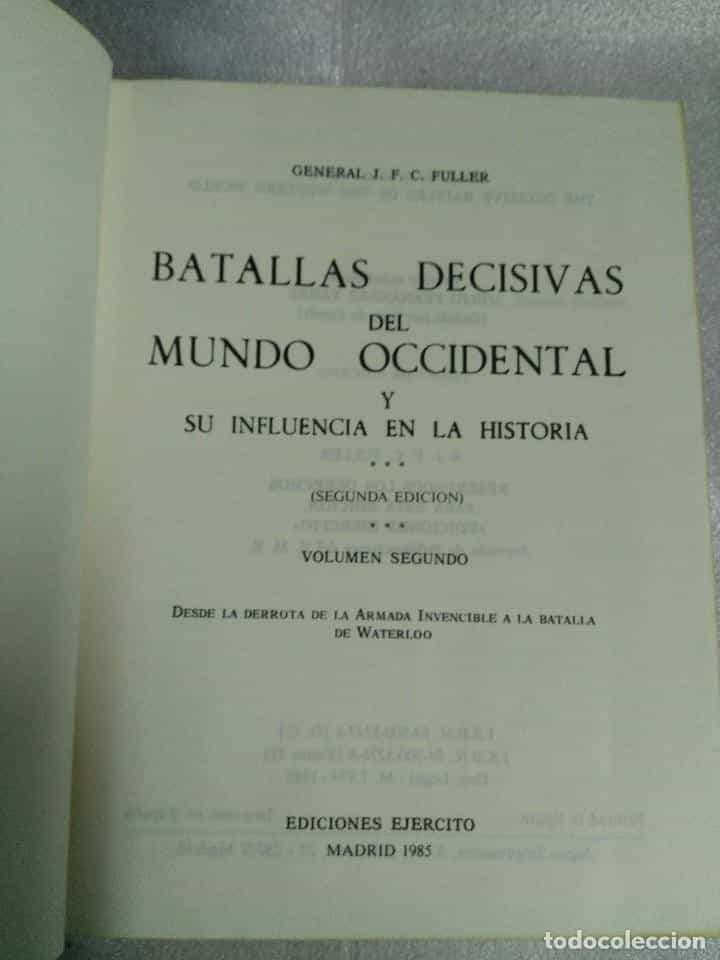 GENERAL J. F. C. FULLER
BATALLAS DECISIVAS
DEL
MUNDO OCCIDENTAL
Y
SU INFLUENCIA EN LA HISTORIA
* * *
(SEGUNDA EDICION)
* * *
VOLUMEN SEGUNDO
DESDE LA DERROTA DE LA ARMADA INVENCIBLE A LA BATALLA
DE WATERLOO
EDICIONES EJERCITO
MADRID 1985
todocoleccion